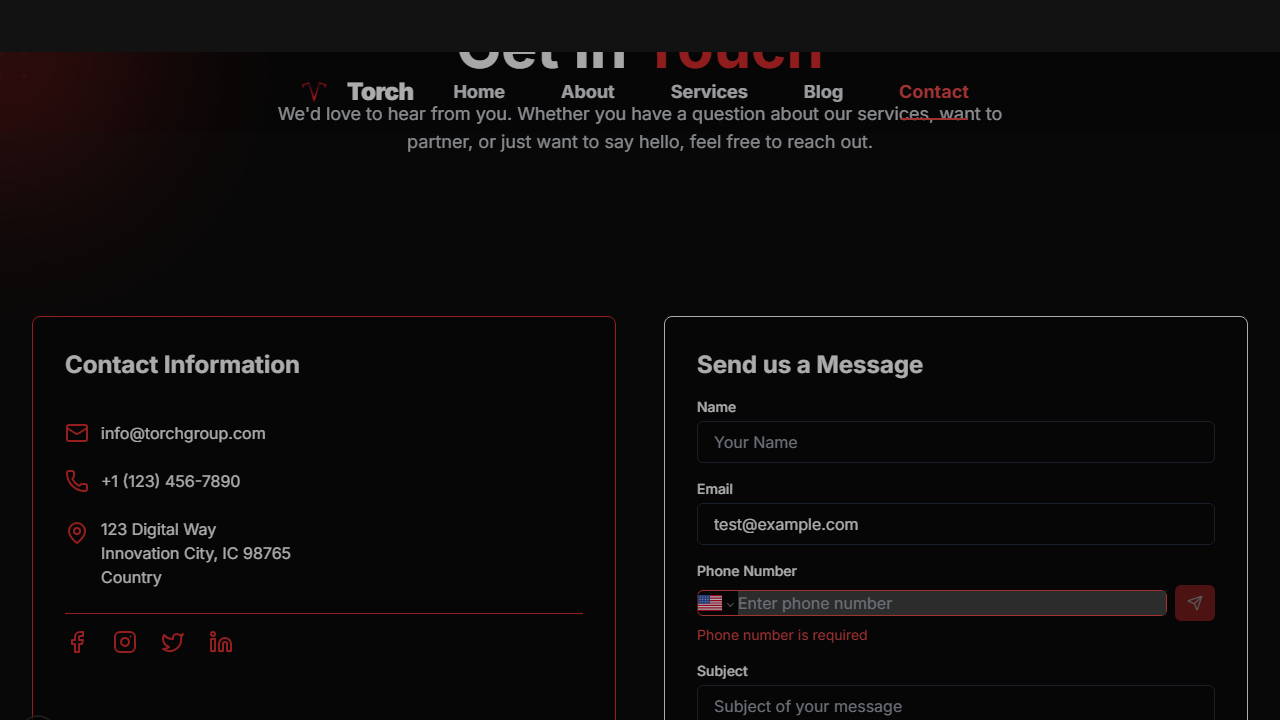 Get in Touch
Torch
Home
About
Services
Blog
Contact
We'd love to hear from you. Whether you have a question about our services, want to
partner, or just want to say hello, feel free to reach out.
Contact Information
info@torchgroup.com
+1 (123) 456-7890
123 Digital Way
Innovation City, IC 98765
Country
Send us a Message
Name
Your Name
Email
test@example.com
Phone Number
Enter phone number
Phone number is required
Subject
Subject of your message